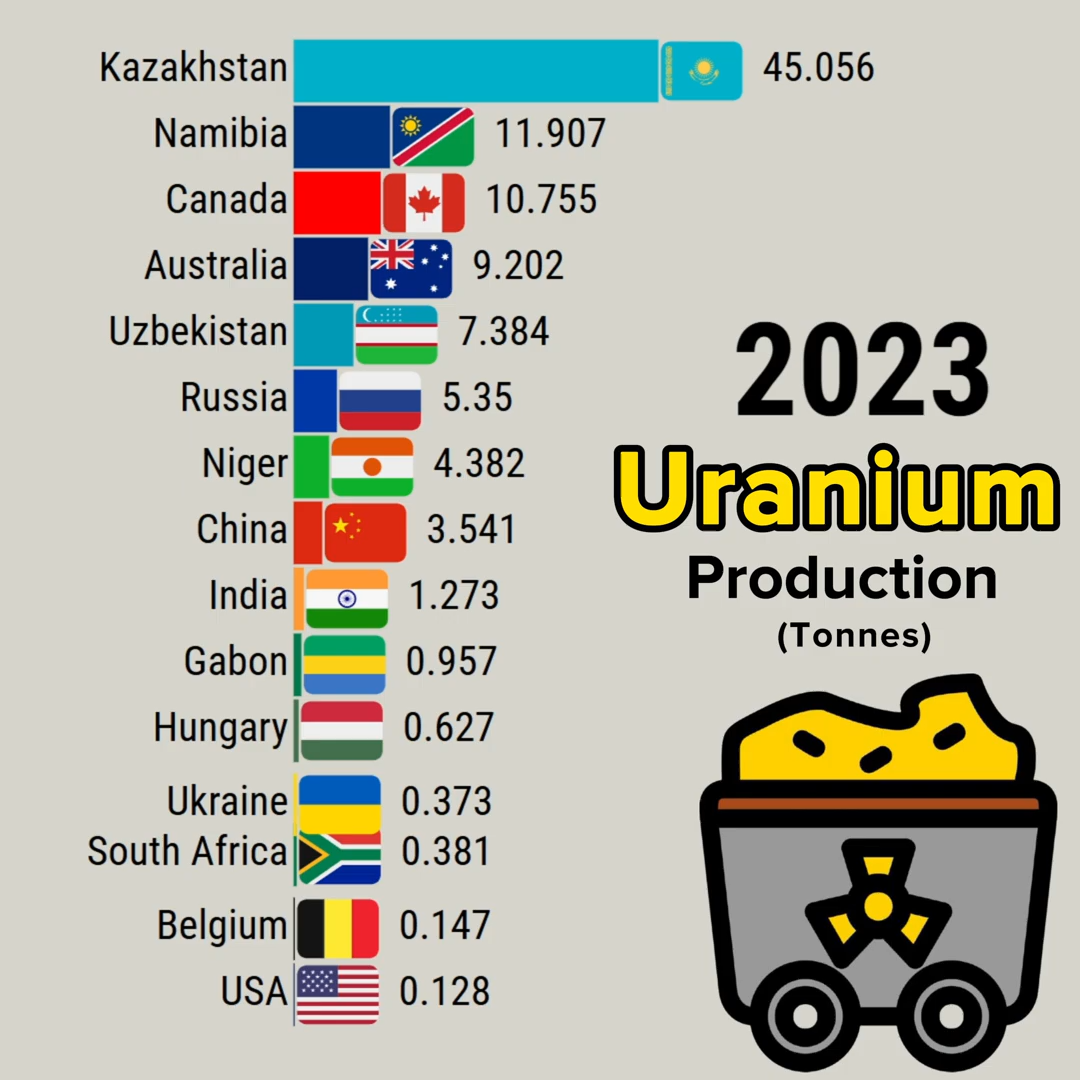 Kazakhstan 45.056
Namibia 11.907
Canada 10.755
Australia 9.202
Uzbekistan 7.384
Russia 5.35
Niger 4.382
China 3.541
India 1.273
Gabon 0.957
Hungary 0.627
Ukraine 0.373
South Africa 0.381
Belgium 0.147
USA 0.128
2023
Uranium
Production
(Tonnes)